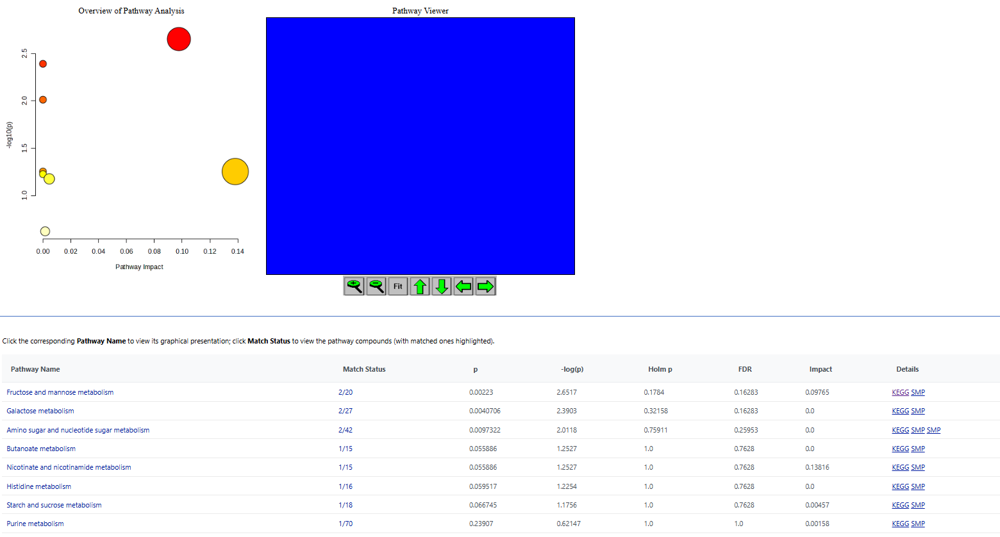 Overview of Pathway Analysis
Pathway Viewer
2.5
2.0
1.5
1.0
-log10(p)
0.00 0.02 0.04 0.06 0.08 0.10 0.12 0.14
Pathway Impact
Fit
Click the corresponding Pathway Name to view its graphical presentation; click Match Status to view the pathway compounds (with matched ones highlighted).
Pathway Name Match Status p -log(p) Holm p FDR Impact Details
Fructose and mannose metabolism 2/20 0.00223 2.6517 0.1784 0.16283 0.09765 KEGG SMP
Galactose metabolism 2/27 0.0040706 2.3903 0.32158 0.16283 0.0 KEGG SMP
Amino sugar and nucleotide sugar metabolism 2/42 0.0097322 2.0118 0.75911 0.25953 0.0 KEGG SMP SMP
Butanoate metabolism 1/15 0.055886 1.2527 1.0 0.7628 0.0 KEGG SMP
Nicotinate and nicotinamide metabolism 1/15 0.055886 1.2527 1.0 0.7628 0.13816 KEGG SMP
Histidine metabolism 1/16 0.059517 1.2254 1.0 0.7628 0.0 KEGG SMP
Starch and sucrose metabolism 1/18 0.066745 1.1756 1.0 0.7628 0.00457 KEGG SMP
Purine metabolism 1/70 0.23907 0.62147 1.0 1.0 0.00158 KEGG SMP